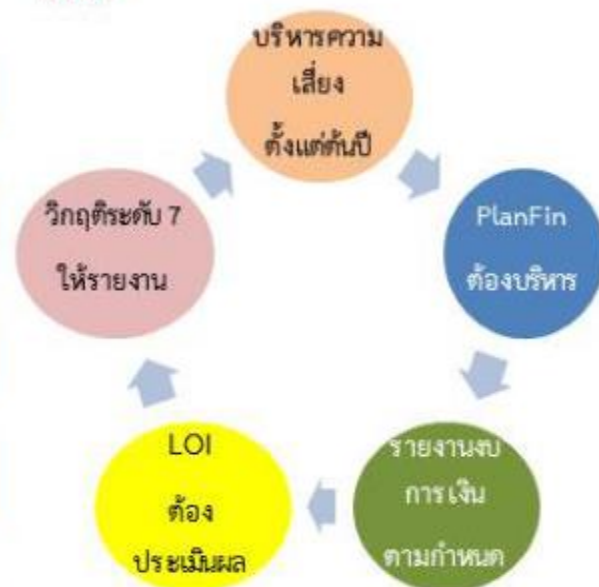 บริหารความ
เสี่ยง
ตั้งแต่ต้นปี
PlanFin
ต้องบริหาร
รายงานงบ
การเงิน
ตามกำหนด
LOI
ต้อง
ประเมินผล
วิกฤติระดับ 7
ให้รายงาน